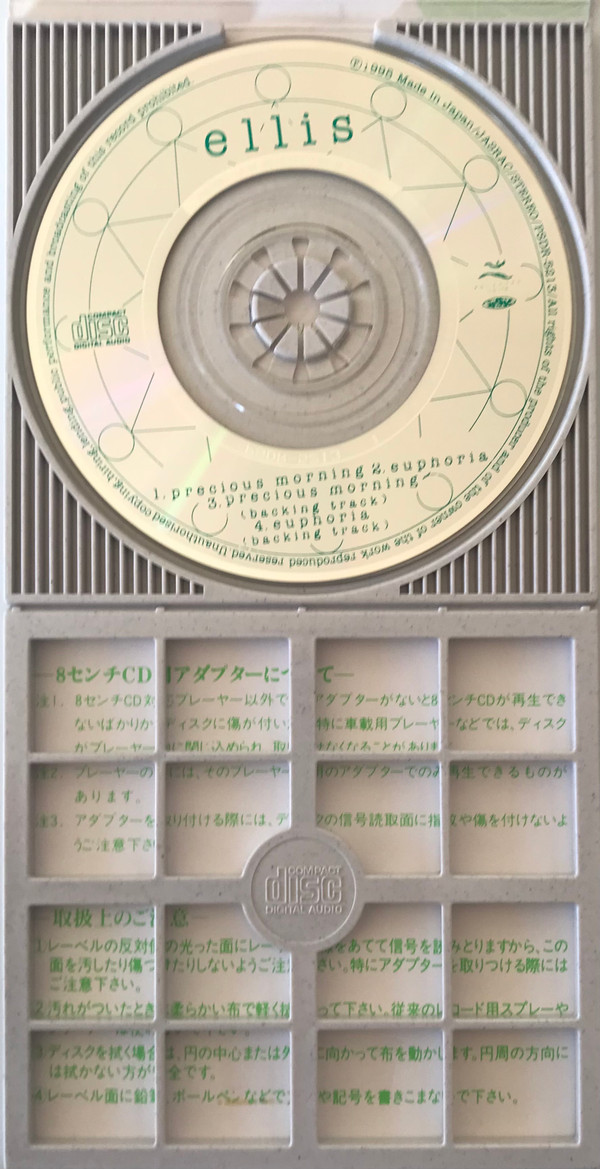 ellis
℗1995 Made in Japan/JASRAC/STEREO/PSDR-5213/All rights of the producer and of the owner of the work reproduced reserved. Unauthorised copying, hiring, lending, public performance and broadcasting of this record prohibited.
COMPACT
disc
DIGITAL AUDIO
1.precious morning 2.euphoria
3.precious morning
(backing track)
4.euphoria
(backing track)
8センチCD アダプターにつ て
注1. 8センチCD プレーヤー以外で アダプターがないと8 ンチCDが再生でき
ないばかりか ディスクに傷が付い 特に車載用プレーヤ などでは、ディスク
がプレーヤー に閉じ込められ、取 なくなることがありま
注2. プレーヤーの には、そのプレーヤー のアダプターでのみ 再生できるものが
あります。
注3. アダプターを り付ける際には、デ の信号読取面に指 や傷を付けないよ
うご注意下さ
COMPACT
disc
DIGITAL AUDIO
取扱上のご 意
1.レーベルの反対 の光った面にレー をあてて信号を読 みとりますから、この
面を汚したり傷つ たりしないようご注 さい。特にアダプター を取りつける際には
ご注意下さい。
2.汚れがついたとき 柔らかい布で軽く って下さい。従来のレ コード用スプレーや
3.ディスクを拭く場合 、円の中心または外 に向かって布を動かし ます。円周の方向に
は拭かない方が 全です。
4.レーベル面に鉛筆 ボールペンなどで や記号を書きこまな で下さい。